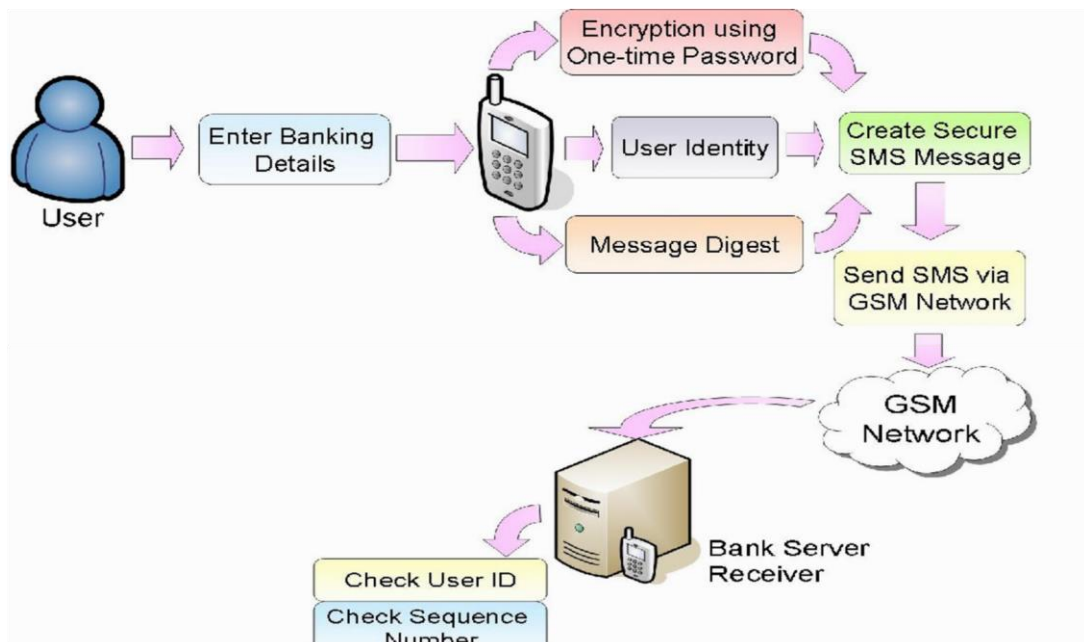 Encryption using
One-time Password
Enter Banking
Details
User Identity
Create Secure
SMS Message
User
Message Digest
Send SMS via
GSM Network
GSM
Network
Bank Server
Receiver
Check User ID
Check Sequence
Number